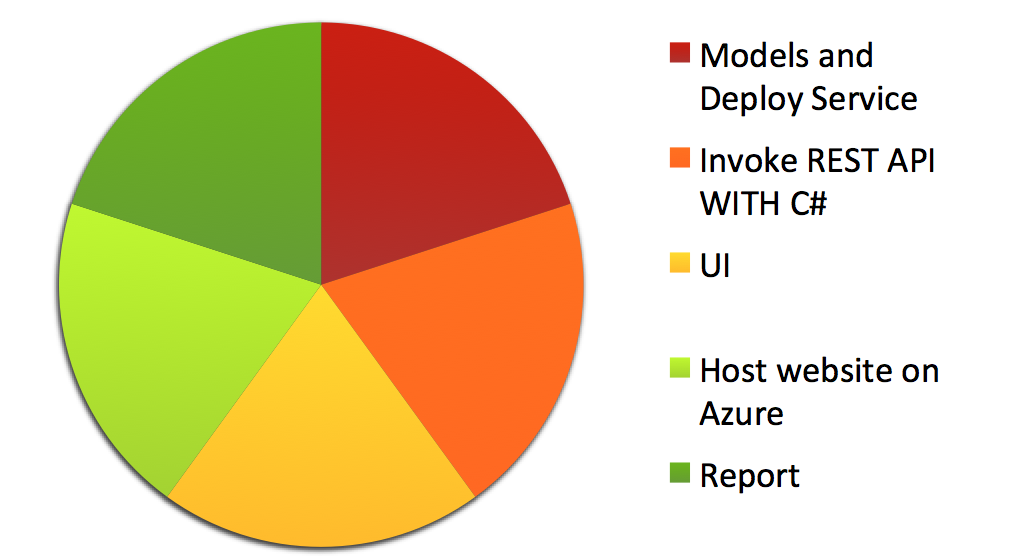 Models and
Deploy Service
Invoke REST API
WITH C#
UI
Host website on
Azure
Report